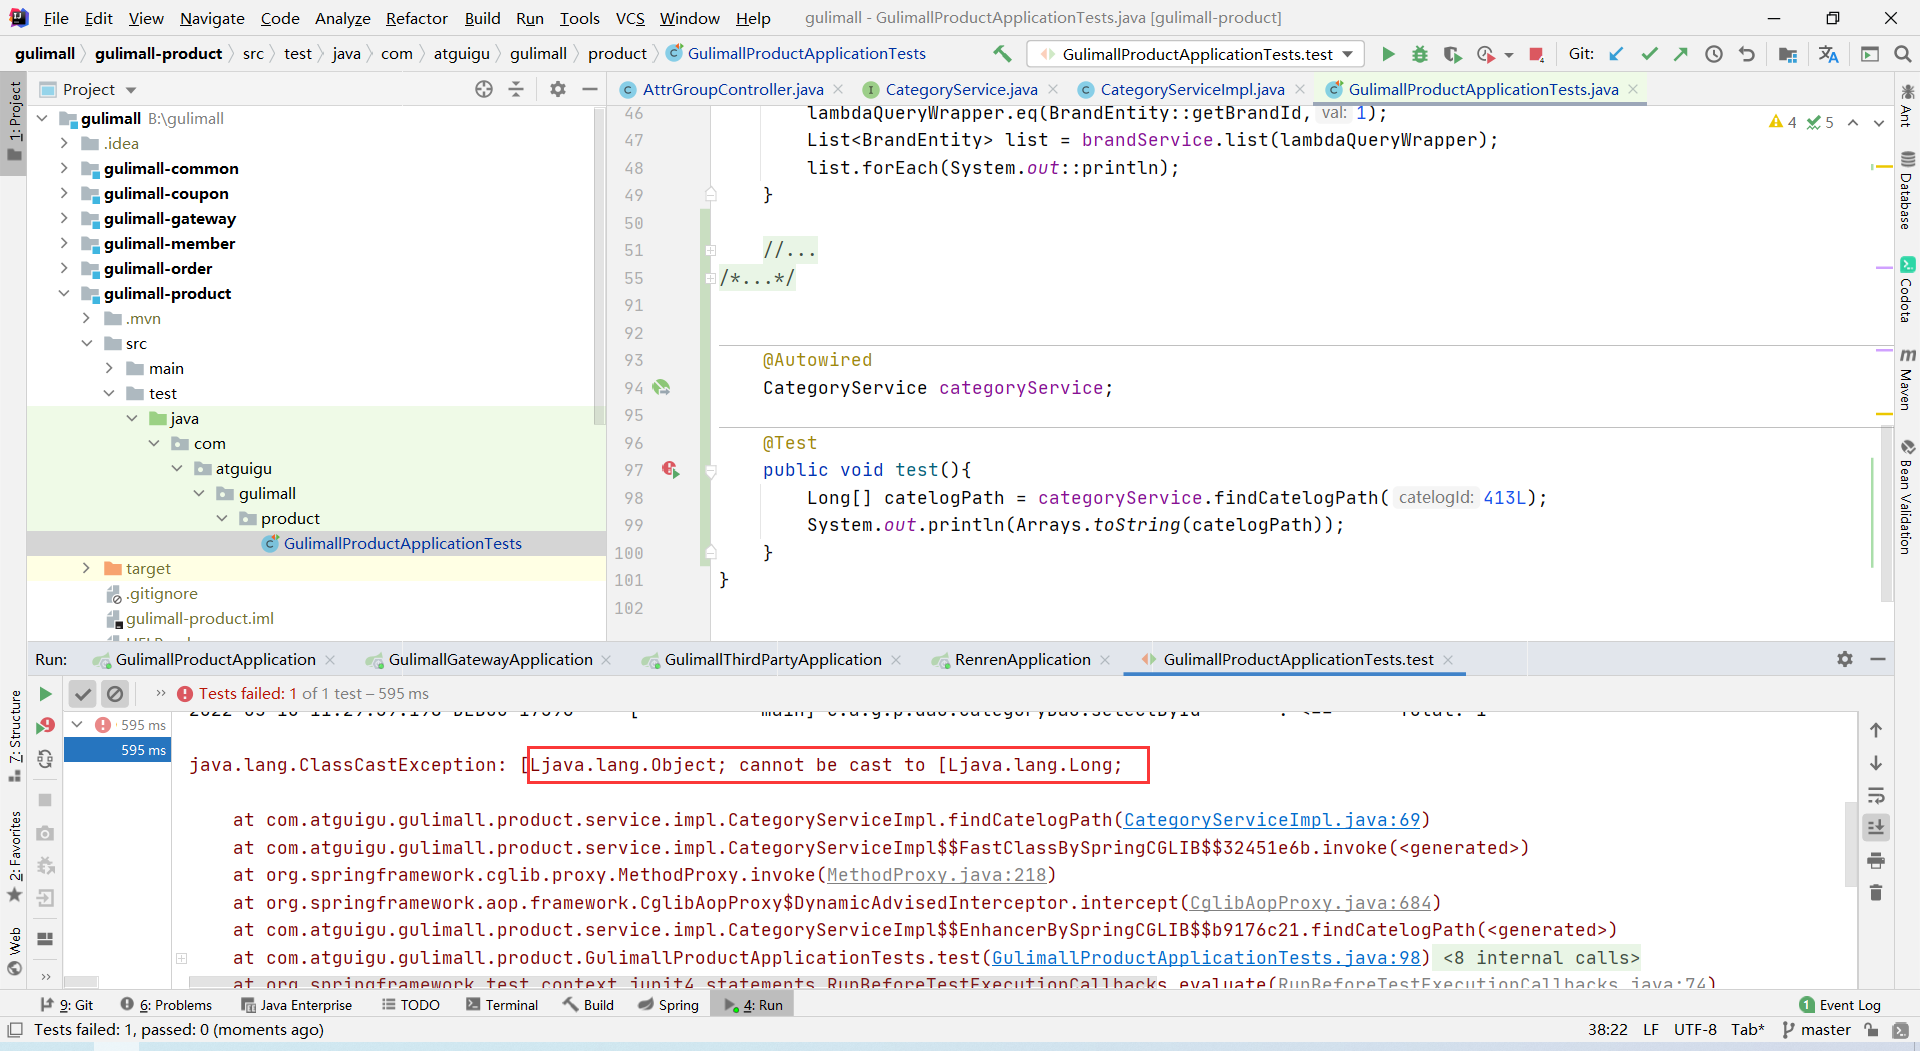 File Edit View Navigate Code Analyze Refactor Build Run Tools VCS Window Help gulimall - GulimallProductApplicationTests.java [gulimall-product]
gulimall gulimall-product src test java com atguigu gulimall product GulimallProductApplicationTests GulimallProductApplicationTests.test Git:
Project
AttrGroupController.java CategoryService.java CategoryServiceImpl.java GulimallProductApplicationTests.java
1: Project
gulimall B:\gulimall
.idea
gulimall-common
gulimall-coupon
gulimall-gateway
gulimall-member
gulimall-order
gulimall-product
.mvn
src
main
test
java
com
atguigu
gulimall
product
GulimallProductApplicationTests
target
.gitignore
gulimall-product.iml
46 lambdaQueryWrapper.eq(BrandEntity::getBrandId, val: 1);
47 List<BrandEntity> list = brandService.list(lambdaQueryWrapper);
48 list.forEach(System.out::println);
49 }
50
51 //...
55 /*...*/
91
92
93 @Autowired
94 CategoryService categoryService;
95
96 @Test
97 public void test(){
98 Long[] catelogPath = categoryService.findCatelogPath( catelogId: 413L);
99 System.out.println(Arrays.toString(catelogPath));
100 }
101 }
102
4 5
Ant
Database
Codota
Maven
Bean Validation
Run: GulimallProductApplication GulimallGatewayApplication GulimallThirdPartyApplication RenrenApplication GulimallProductApplicationTests.test
Tests failed: 1 of 1 test – 595 ms
595 ms
595 ms
java.lang.ClassCastException: [Ljava.lang.Object; cannot be cast to [Ljava.lang.Long;
at com.atguigu.gulimall.product.service.impl.CategoryServiceImpl.findCatelogPath(CategoryServiceImpl.java:69)
at com.atguigu.gulimall.product.service.impl.CategoryServiceImpl$$FastClassBySpringCGLIB$$32451e6b.invoke(<generated>)
at org.springframework.cglib.proxy.MethodProxy.invoke(MethodProxy.java:218)
at org.springframework.aop.framework.CglibAopProxy$DynamicAdvisedInterceptor.intercept(CglibAopProxy.java:684)
at com.atguigu.gulimall.product.service.impl.CategoryServiceImpl$$EnhancerBySpringCGLIB$$b9176c21.findCatelogPath(<generated>)
at com.atguigu.gulimall.product.GulimallProductApplicationTests.test(GulimallProductApplicationTests.java:98) <8 internal calls>
at org.springframework.test.context.junit4.statements.RunBeforeTestExecutionCallbacks.evaluate(RunBeforeTestExecutionCallbacks.java:74)
7: Structure
2: Favorites
Web
9: Git 6: Problems Java Enterprise TODO Terminal Build Spring 4: Run 1 Event Log
Tests failed: 1, passed: 0 (moments ago) 38:22 LF UTF-8 Tab* master